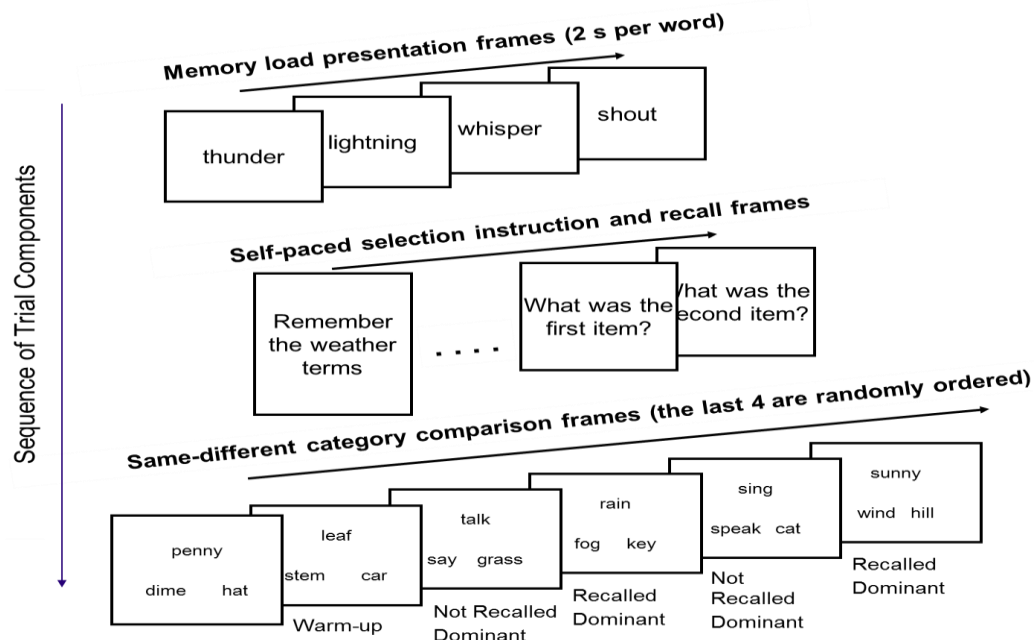 Memory load presentation frames (2 s per word)
thunder
lightning
whisper
shout
Sequence of Trial Components
Self-paced selection instruction and recall frames
Remember
the weather
terms
. . . .
What was the
first item?
What was the
econd item?
Same-different category comparison frames (the last 4 are randomly ordered)
penny
dime hat
leaf
stem car
Warm-up
talk
say grass
Not Recalled
Dominant
rain
fog key
Recalled
Dominant
sing
speak cat
Not
Recalled
Dominant
sunny
wind hill
Recalled
Dominant